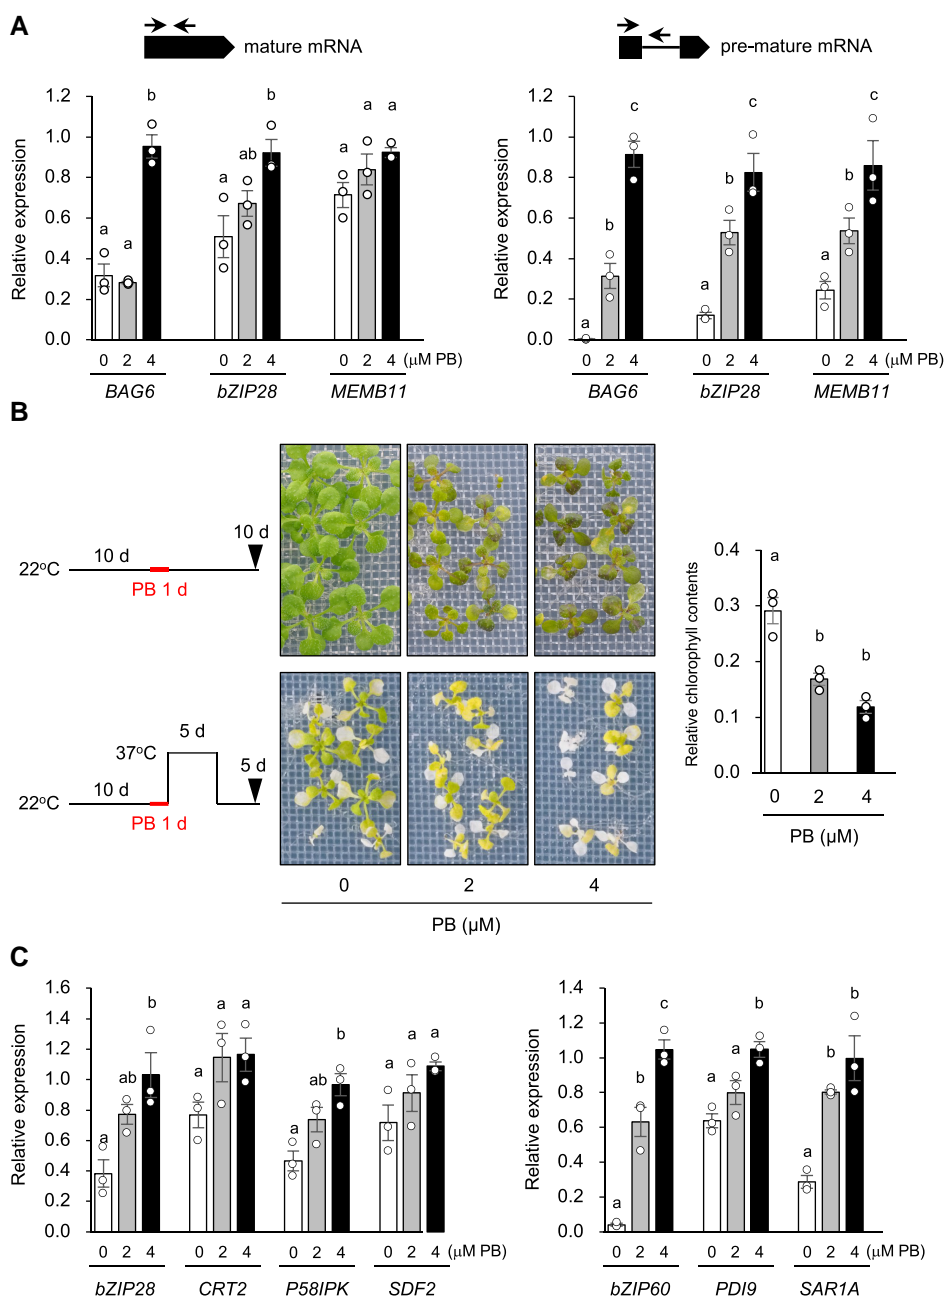 A
mature mRNA
pre-mature mRNA
Relative expression
1.2
1.0
0.8
0.6
0.4
0.2
0.0
a a b
a ab b
a a a
0 2 4 0 2 4 0 2 4 (μM PB)
BAG6 bZIP28 MEMB11
Relative expression
1.2
1.0
0.8
0.6
0.4
0.2
0.0
a b c
a b c
a b c
0 2 4 0 2 4 0 2 4 (μM PB)
BAG6 bZIP28 MEMB11
B
22°C
10 d
PB 1 d
10 d
22°C
10 d
PB 1 d
37°C
5 d
5 d
0 2 4
PB (μM)
Relative chlorophyll contents
0.4
0.3
0.2
0.1
0.0
a b b
0 2 4
PB (μM)
C
Relative expression
1.6
1.4
1.2
1.0
0.8
0.6
0.4
0.2
0.0
a ab b
a a a
a ab b
a a a
0 2 4 0 2 4 0 2 4 0 2 4 (μM PB)
bZIP28 CRT2 P58IPK SDF2
Relative expression
1.4
1.2
1.0
0.8
0.6
0.4
0.2
0.0
a b c
a a b
a b b
0 2 4 0 2 4 0 2 4 (μM PB)
bZIP60 PDI9 SAR1A